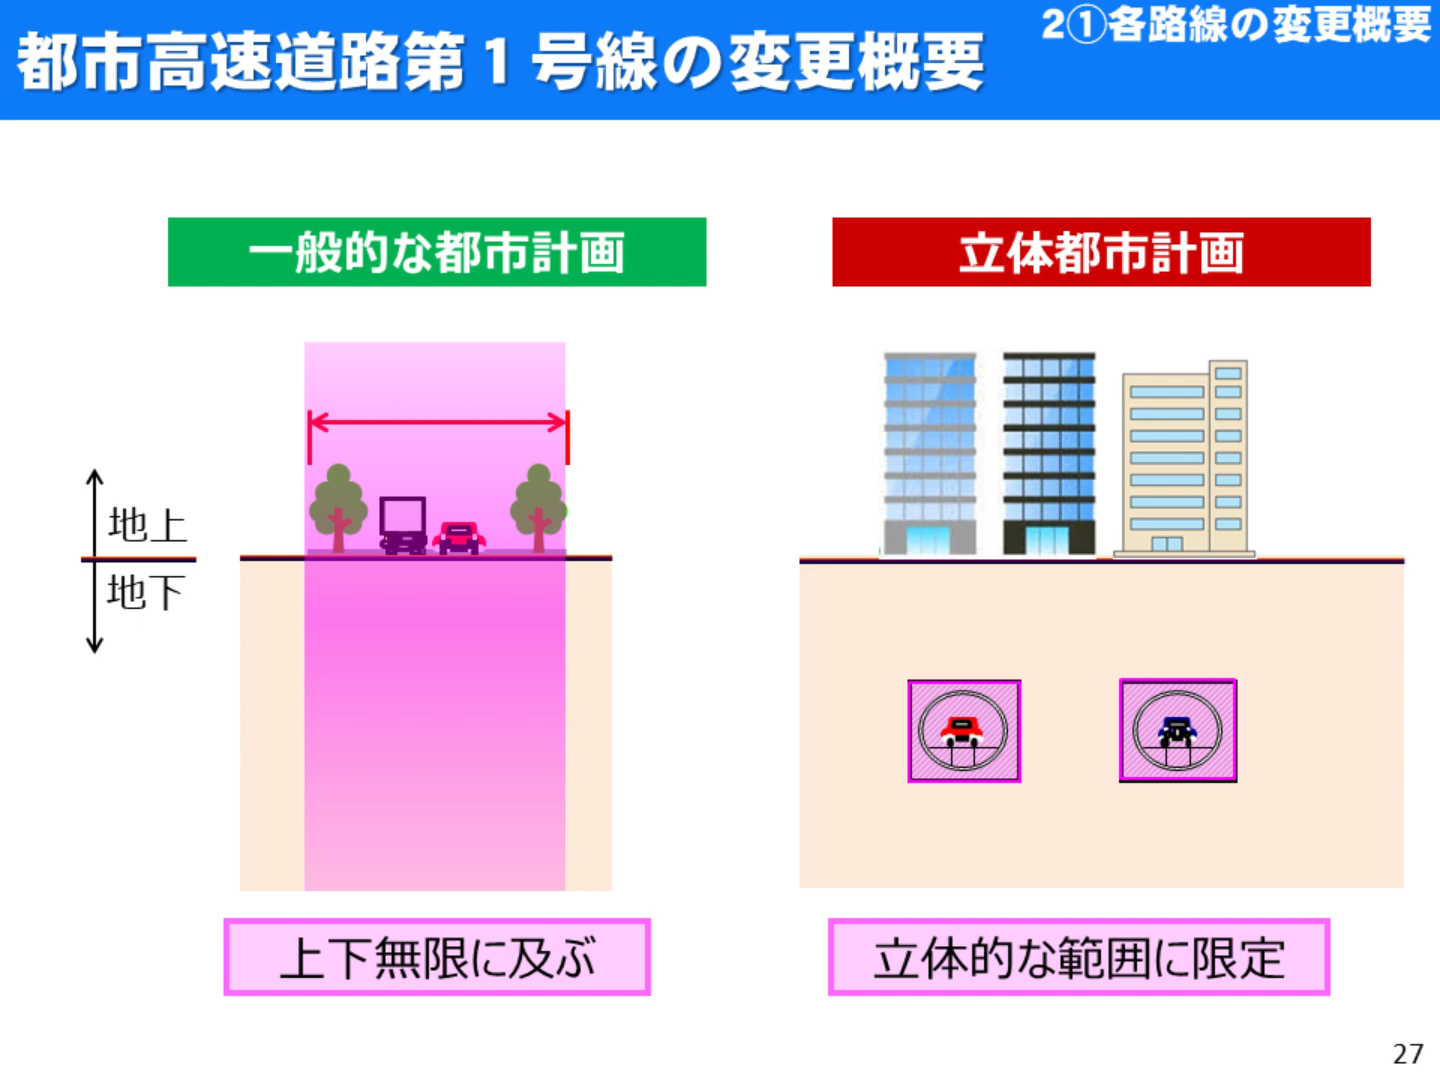 2①各路線の変更概要
都市高速道路第１号線の変更概要
一般的な都市計画
立体都市計画
地上
地下
上下無限に及ぶ
立体的な範囲に限定
27